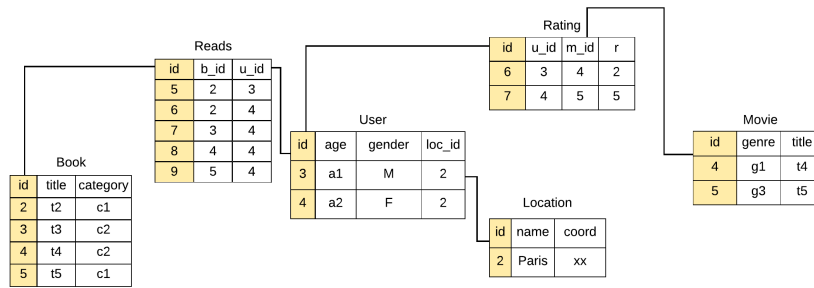 Reads
id b_id u_id
5 2 3
6 2 4
7 3 4
8 4 4
9 5 4
Book
id title category
2 t2 c1
3 t3 c2
4 t4 c2
5 t5 c1
User
id age gender loc_id
3 a1 M 2
4 a2 F 2
Rating
id u_id m_id r
6 3 4 2
7 4 5 5
Location
id name coord
2 Paris xx
Movie
id genre title
4 g1 t4
5 g3 t5